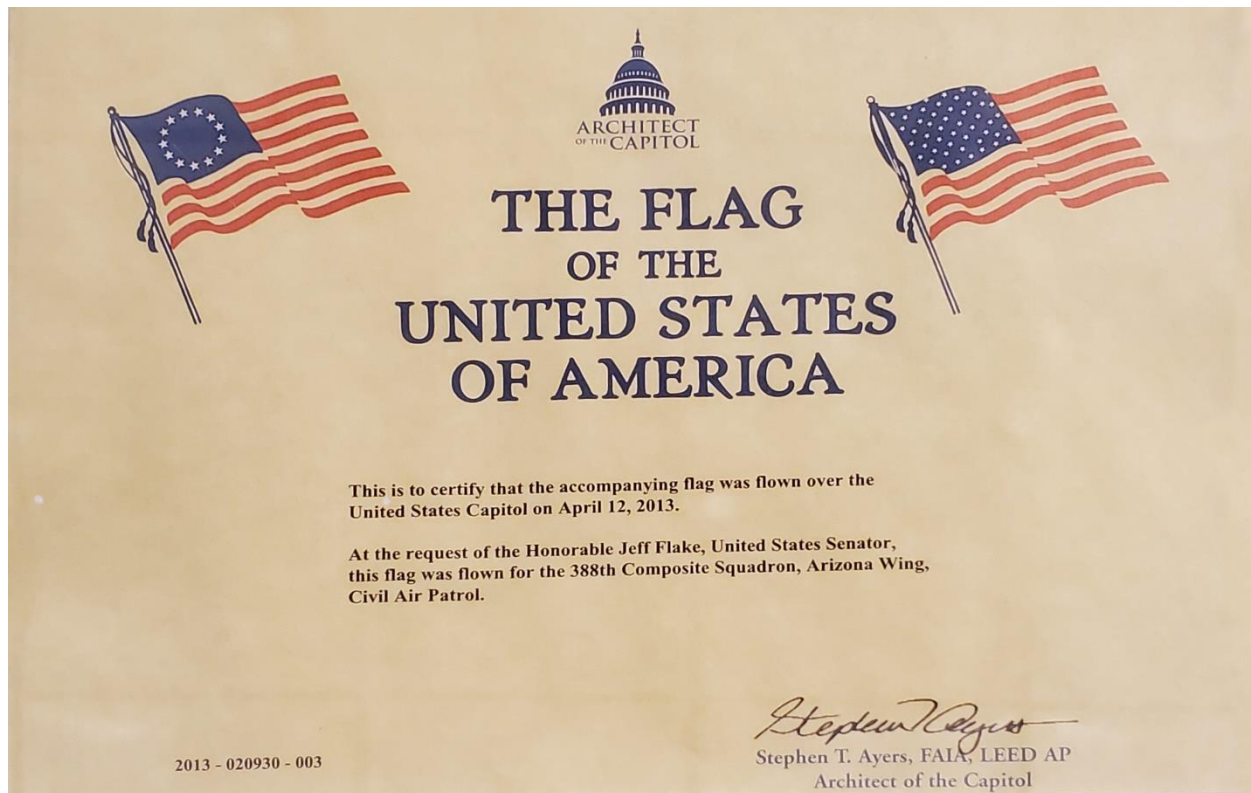 ARCHITECT
OF THE CAPITOL
THE FLAG
OF THE
UNITED STATES
OF AMERICA
This is to certify that the accompanying flag was flown over the
United States Capitol on April 12, 2013.
At the request of the Honorable Jeff Flake, United States Senator,
this flag was flown for the 388th Composite Squadron, Arizona Wing,
Civil Air Patrol.
Stephen T Ayers
2013 - 020930 - 003
Stephen T. Ayers, FAIA, LEED AP
Architect of the Capitol